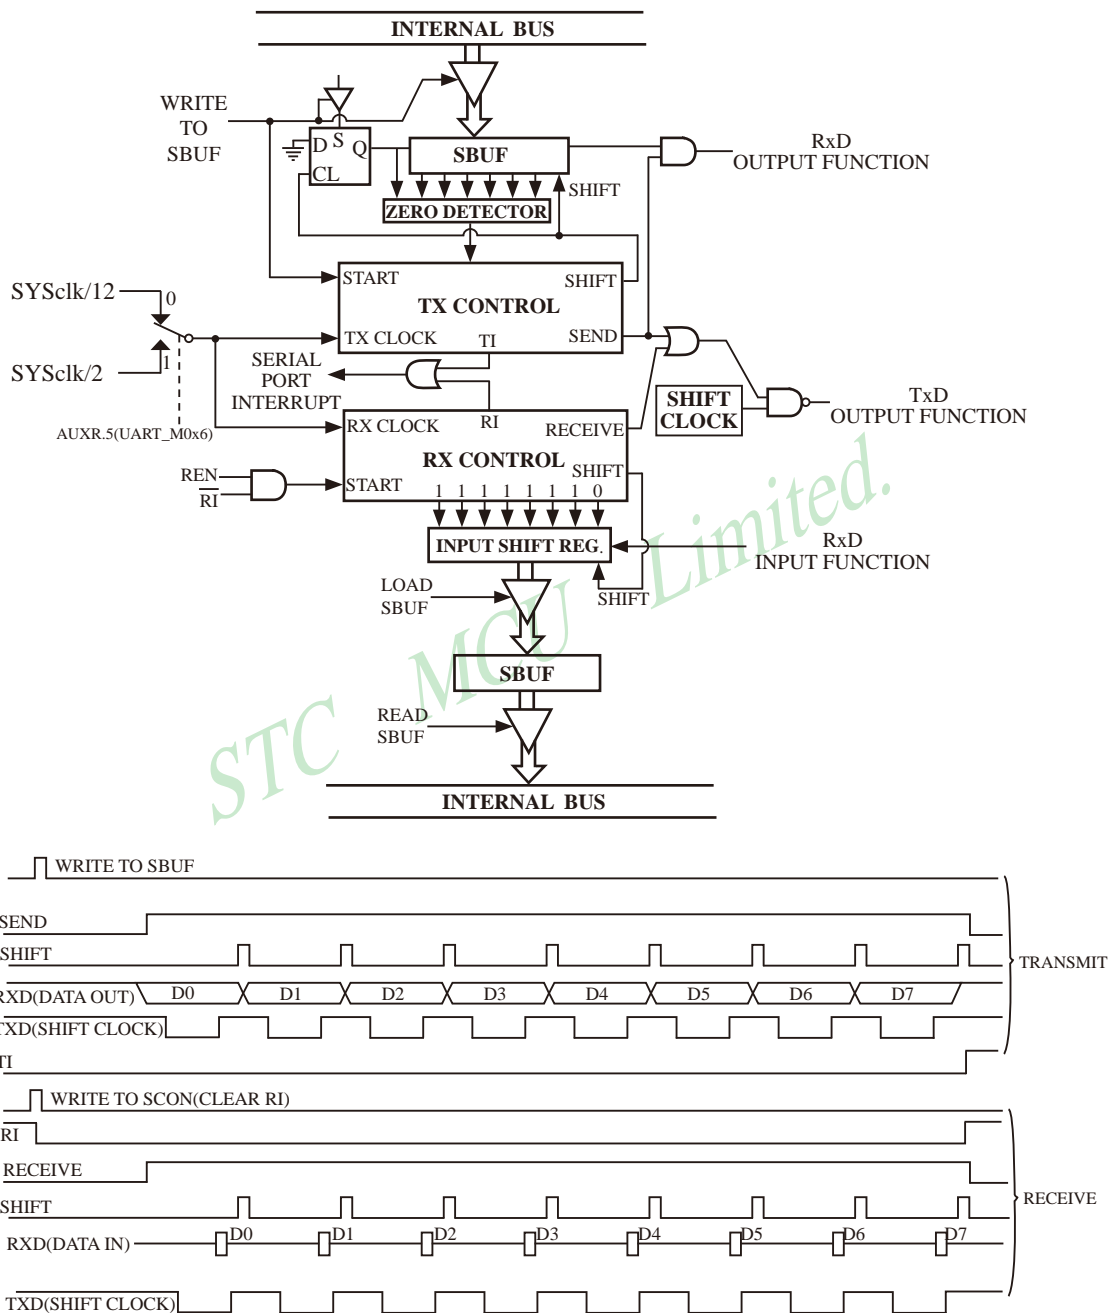 INTERNAL BUS
WRITE
TO
SBUF
D S Q
CL
SBUF
SHIFT
ZERO DETECTOR
RxD
OUTPUT FUNCTION
SYSclk/12
0
SYSclk/2
1
AUXR.5(UART_M0x6)
START
SHIFT
TX CONTROL
TX CLOCK
TI
SEND
SERIAL
PORT
INTERRUPT
SHIFT
CLOCK
TxD
OUTPUT FUNCTION
RX CLOCK
RI
RECEIVE
RX CONTROL
SHIFT
START
1 1 1 1 1 1 1 0
REN
RI
INPUT SHIFT REG.
RxD
INPUT FUNCTION
LOAD
SBUF
SHIFT
SBUF
READ
SBUF
INTERNAL BUS
STC MCU Limited.
WRITE TO SBUF
SEND
SHIFT
RXD(DATA OUT) D0 D1 D2 D3 D4 D5 D6 D7
TXD(SHIFT CLOCK)
TI
TRANSMIT
WRITE TO SCON(CLEAR RI)
RI
RECEIVE
SHIFT
RXD(DATA IN) D0 D1 D2 D3 D4 D5 D6 D7
TXD(SHIFT CLOCK)
RECEIVE